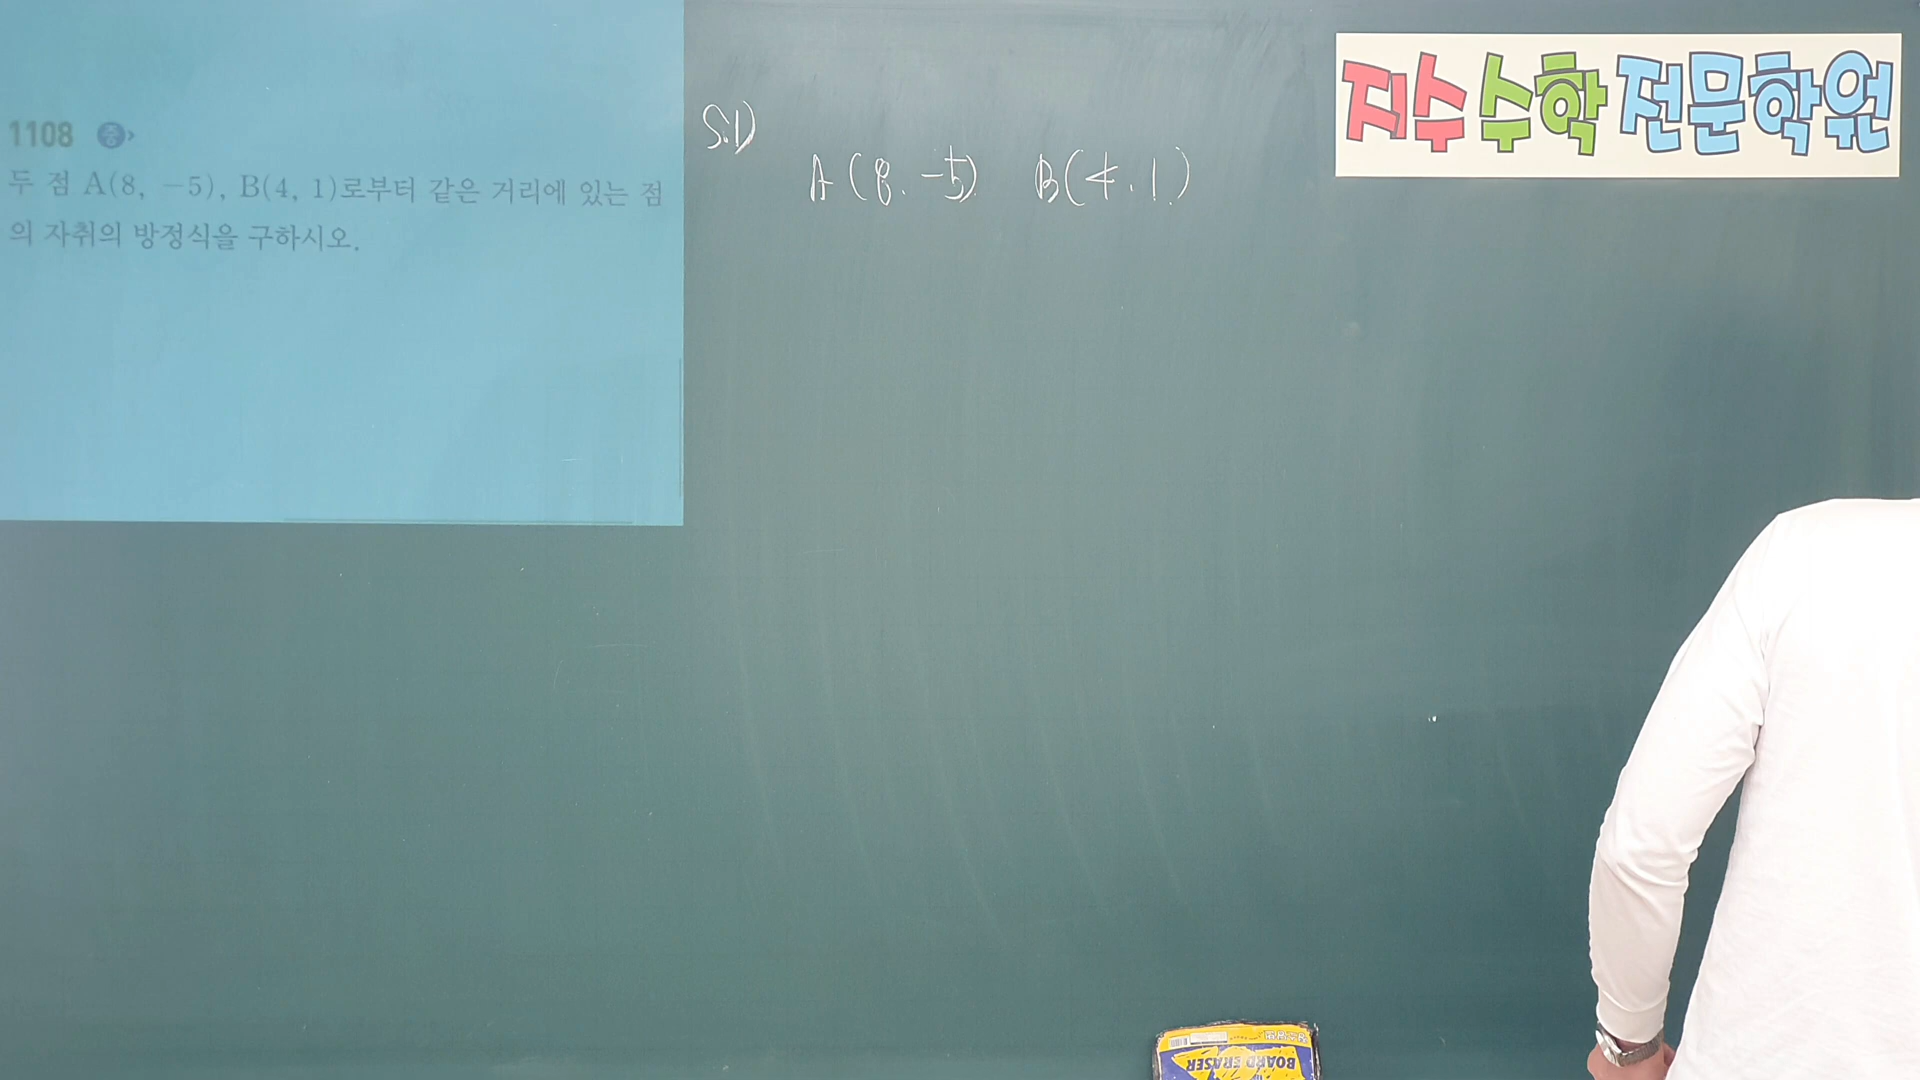 1108 중
두 점 A(8, -5), B(4, 1)로부터 같은 거리에 있는 점
의 자취의 방정식을 구하시오.
Sol)
A(8. -5) B(4. 1)
지수수학전문학원
BOARD ERASER